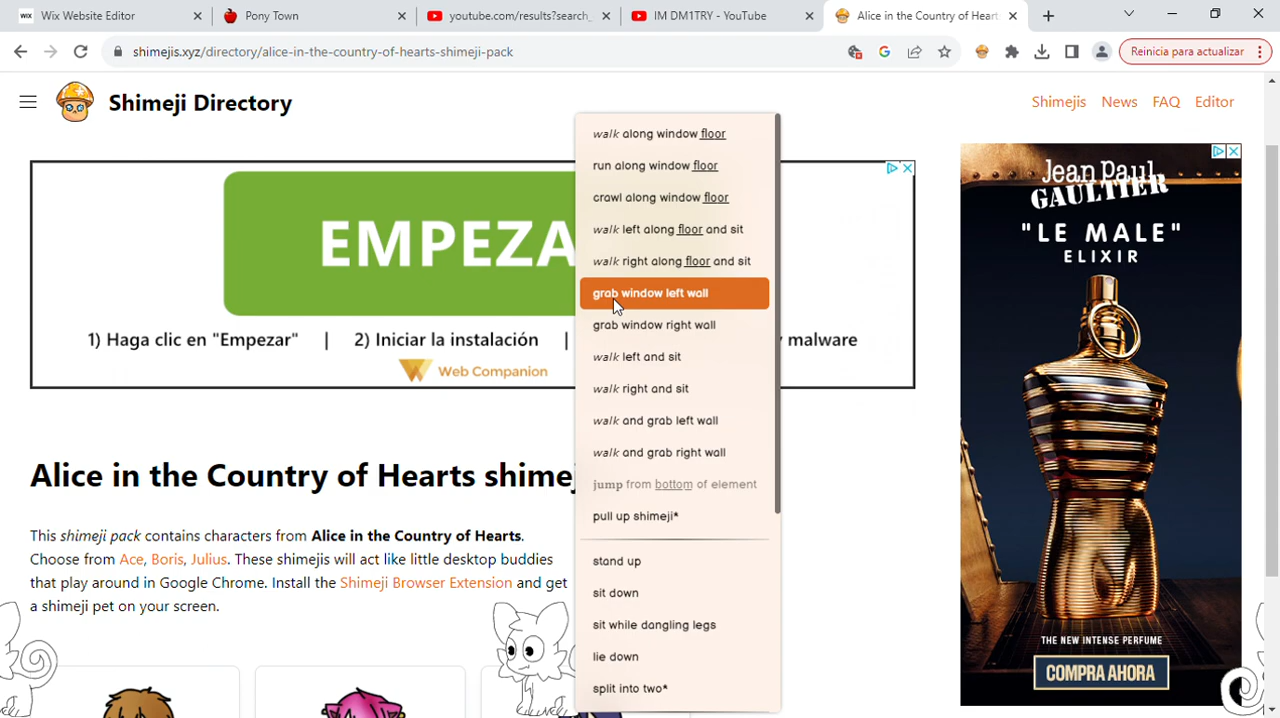 WIX Wix Website Editor
Pony Town
youtube.com/results?search_
IM DM1TRY - YouTube
Alice in the Country of Heart
shimejis.xyz/directory/alice-in-the-country-of-hearts-shimeji-pack
Reinicia para actualizar
Shimeji Directory
Shimejis
News
FAQ
Editor
EMPEZA
1) Haga clic en "Empezar" | 2) Iniciar la instalación |
malware
Web Companion
walk along window floor
run along window floor
crawl along window floor
walk left along floor and sit
walk right along floor and sit
grab window left wall
grab window right wall
walk left and sit
walk right and sit
walk and grab left wall
walk and grab right wall
jump from bottom of element
pull up shimeji*
stand up
sit down
sit while dangling legs
lie down
split into two*
Jean Paul
GAULTIER
"LE MALE"
ELIXIR
THE NEW INTENSE PERFUME
COMPRA AHORA
Alice in the Country of Hearts shimej
This shimeji pack contains characters from Alice in the Country of Hearts.
Choose from Ace, Boris, Julius. These shimejis will act like little desktop buddies
that play around in Google Chrome. Install the Shimeji Browser Extension and get
a shimeji pet on your screen.